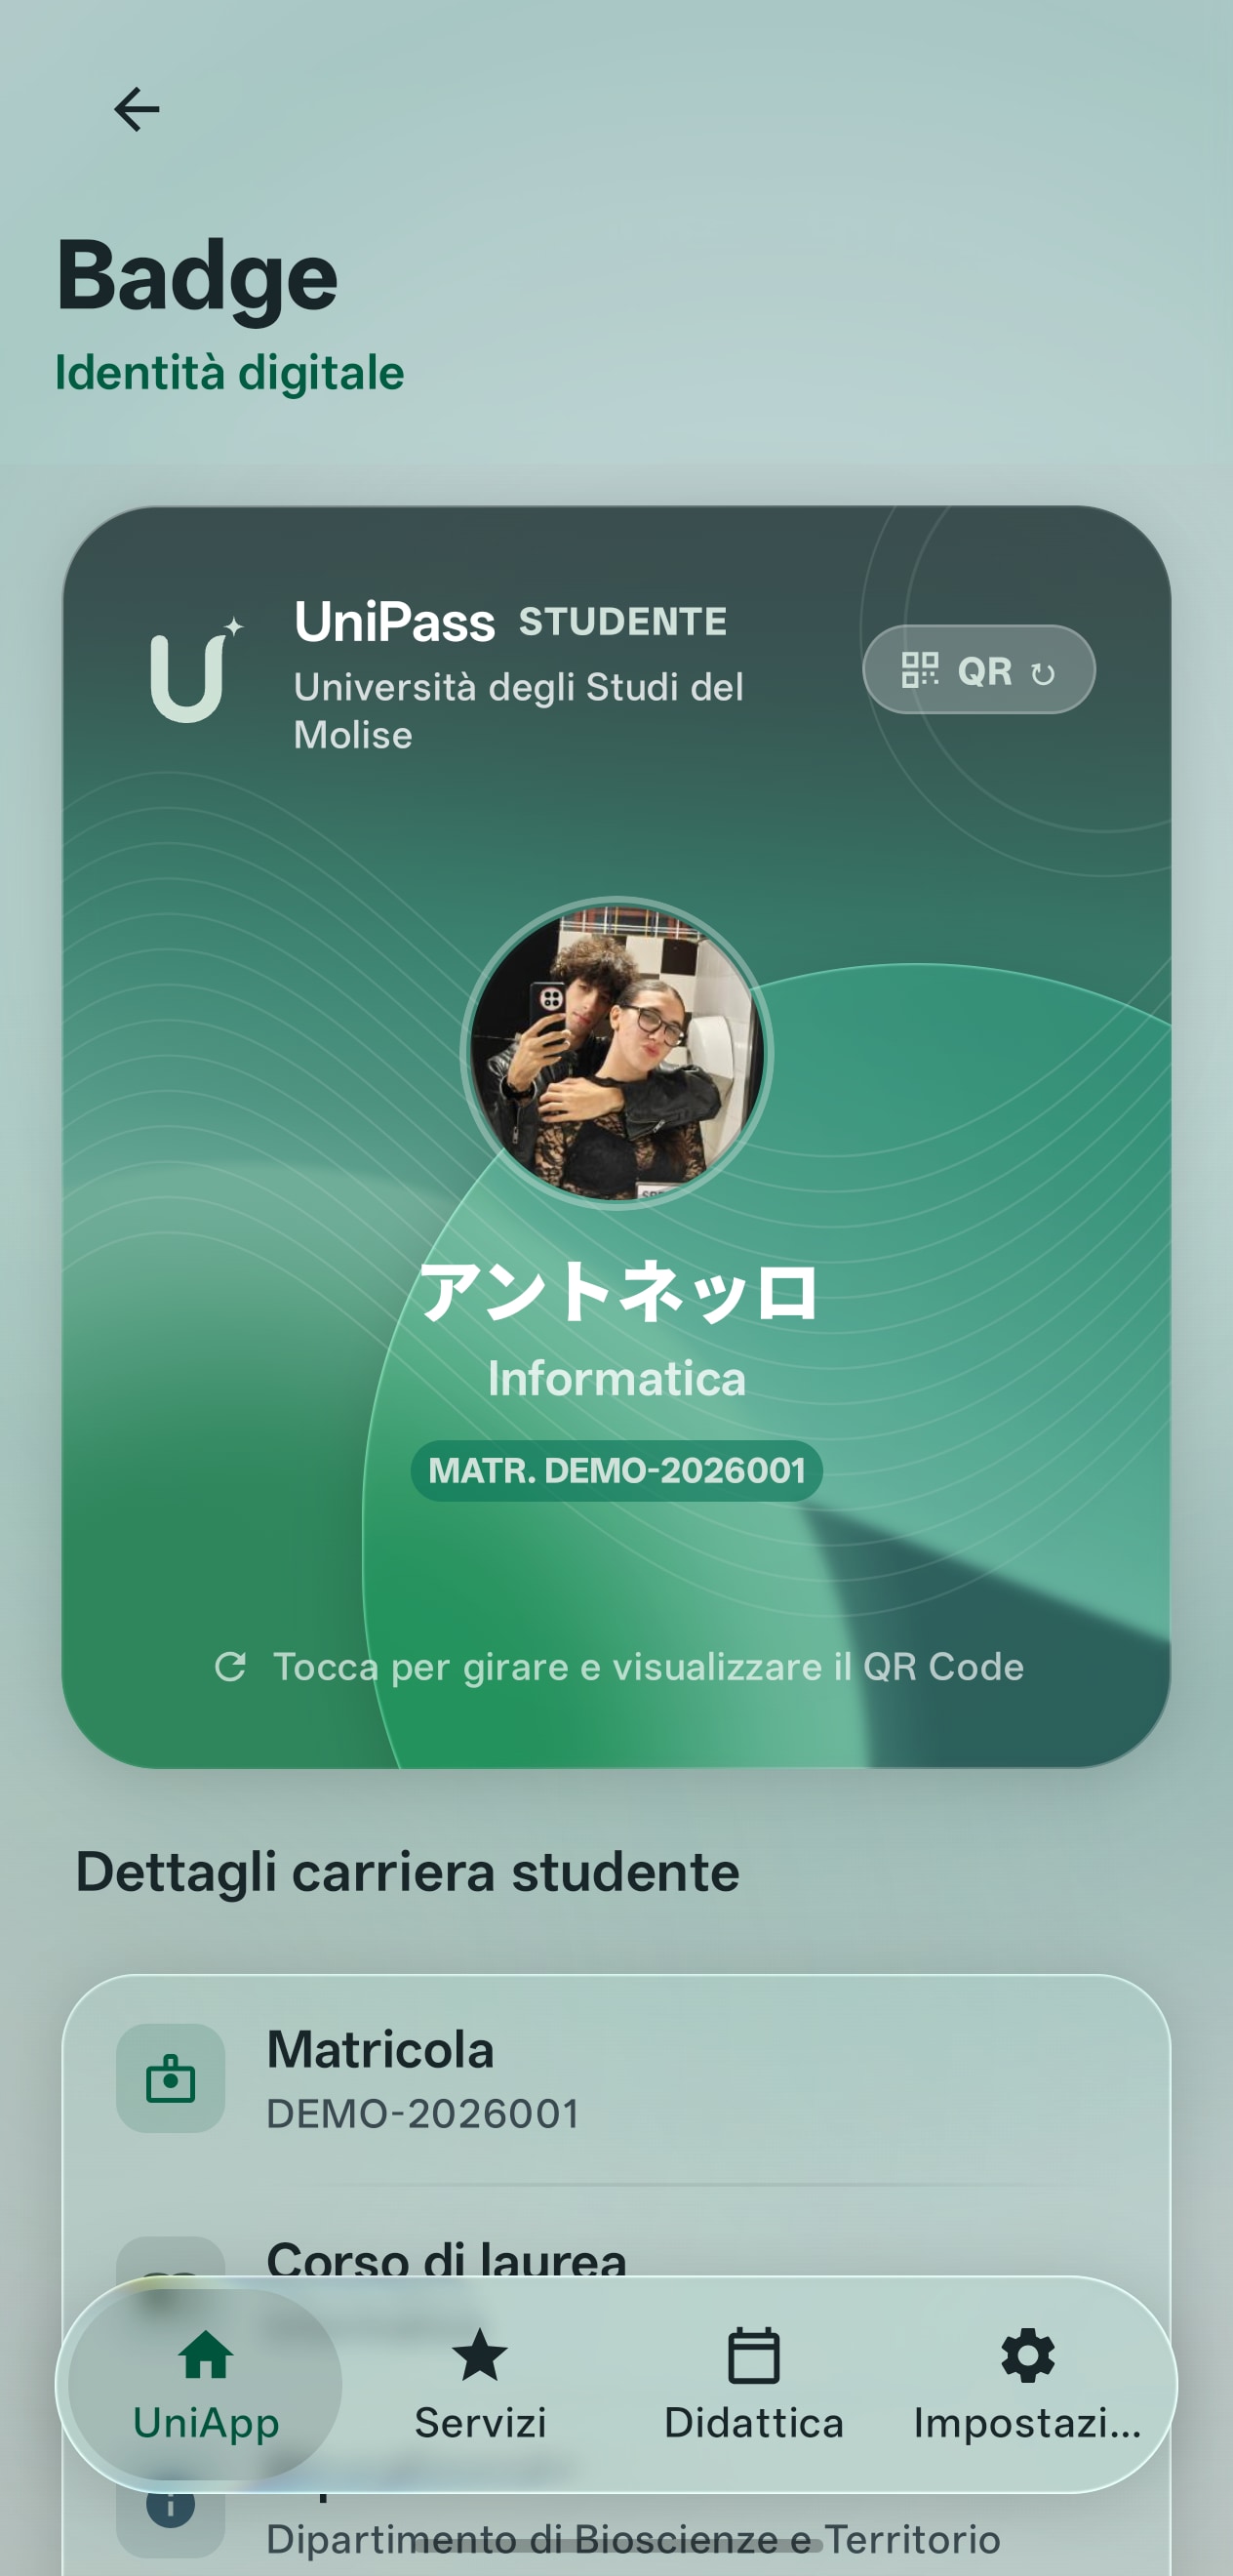 Badge
Identità digitale
UniPass STUDENTE
Università degli Studi del
Molise
QR
アントネッロ
Informatica
MATR. DEMO-2026001
Tocca per girare e visualizzare il QR Code
Dettagli carriera studente
Matricola
DEMO-2026001
Corso di laurea
UniApp
Servizi
Didattica
Impostazi...
Dipartimento di Bioscienze e Territorio